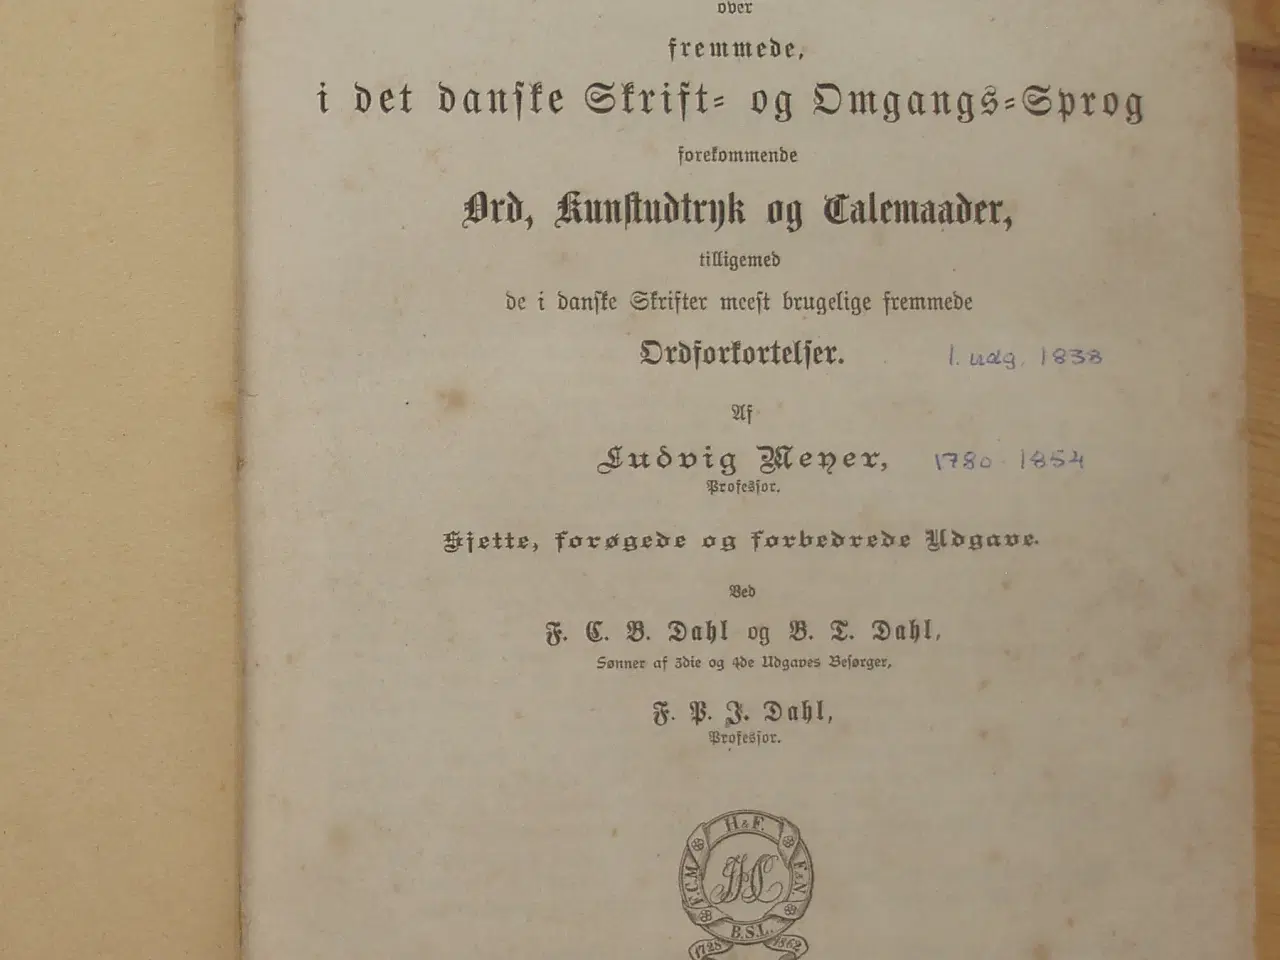 over
fremmede,
i det danske Skrift- og Omgangs-Sprog
forekommende
Ord, Kunstudtryk og Talemaader,
tilligemed
de i danske Skrifter meest brugelige fremmede
Ordforkortelser. 1. udg. 1838
Af
Ludvig Meyer, 1780-1854
Professor.
Sjette, forøgede og forbedrede Udgave.
Ved
F. C. B. Dahl og B. T. Dahl,
Sønner af 3die og 4de Udgaves Besørger,
F. P. J. Dahl,
Professor.
H & F.
F.C.M.
F & N
B.S.L.
1728 1862